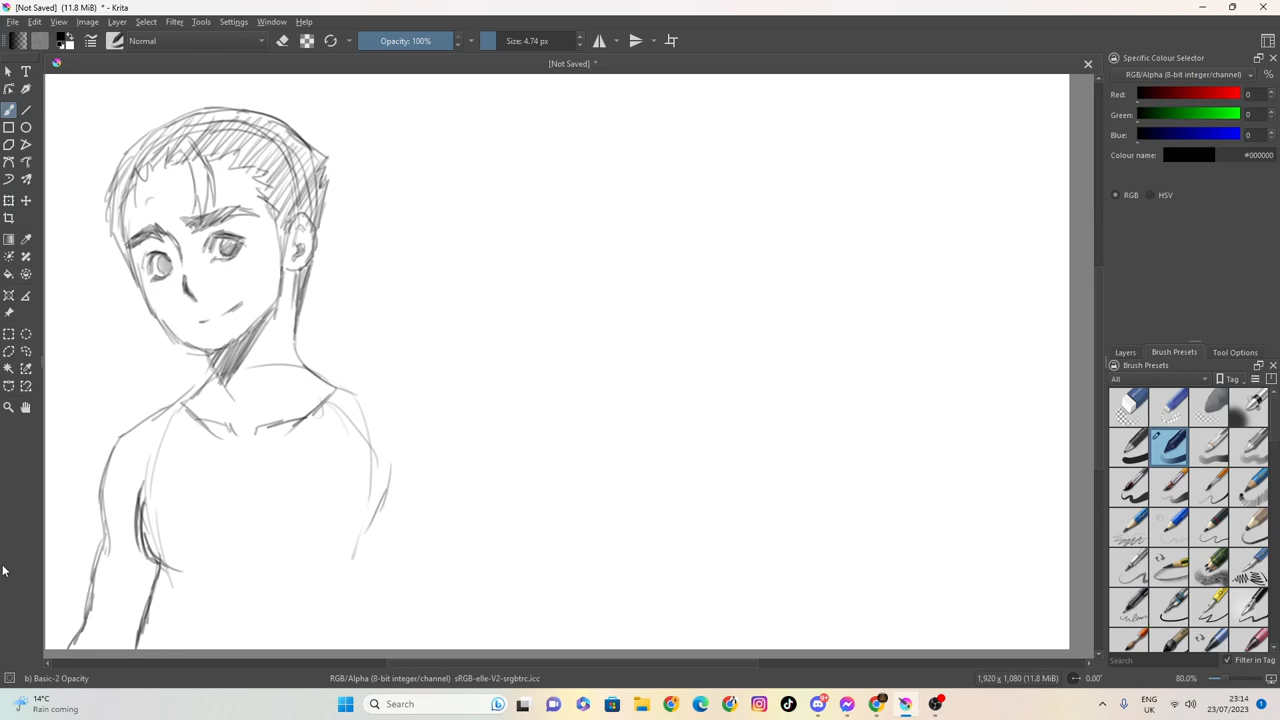 [Not Saved] (11.8 MiB) * - Krita
File Edit View Image Layer Select Filter Tools Settings Window Help
Normal Opacity: 100% Size: 4.74 px
[Not Saved] *
Specific Colour Selector
RGB/Alpha (8-bit integer/channel) %
Red: 0
Green: 0
Blue: 0
Colour name: #000000
RGB HSV
Layers Brush Presets Tool Options
Brush Presets
All Tag
Search Filter in Tag
b) Basic-2 Opacity RGB/Alpha (8-bit integer/channel) sRGB-elle-V2-srgbtrc.icc 1,920 x 1,080 (11.8 MiB) 0.00° 80.0%
14°C
Rain coming
Search
ENG
UK
23:14
23/07/2023